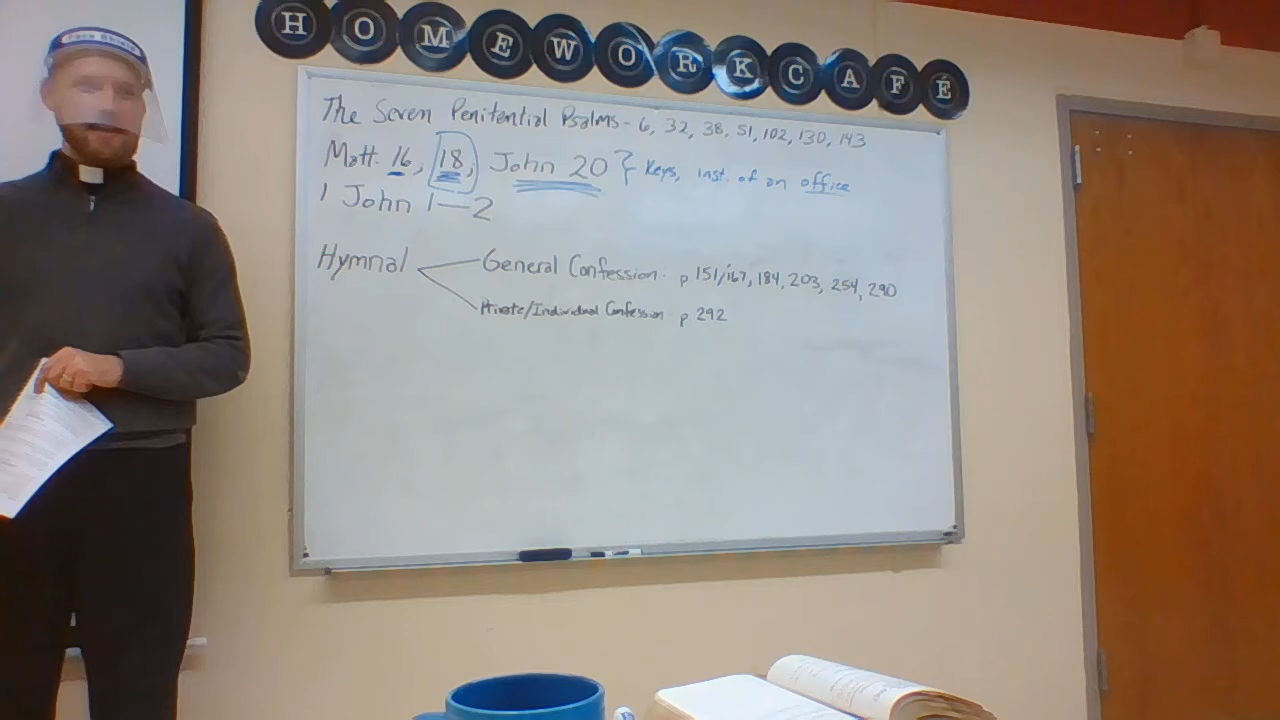 Face Shield
HOMEWORK CAFÉ
The Seven Penitential Psalms - 6, 32, 38, 51, 102, 130, 143
Matt. 16, 18, John 20 } Keys, inst. of an office
1 John 1-2
Hymnal
General Confession. p 151/167, 184, 203, 254, 290
Private/Individual Confession p 292